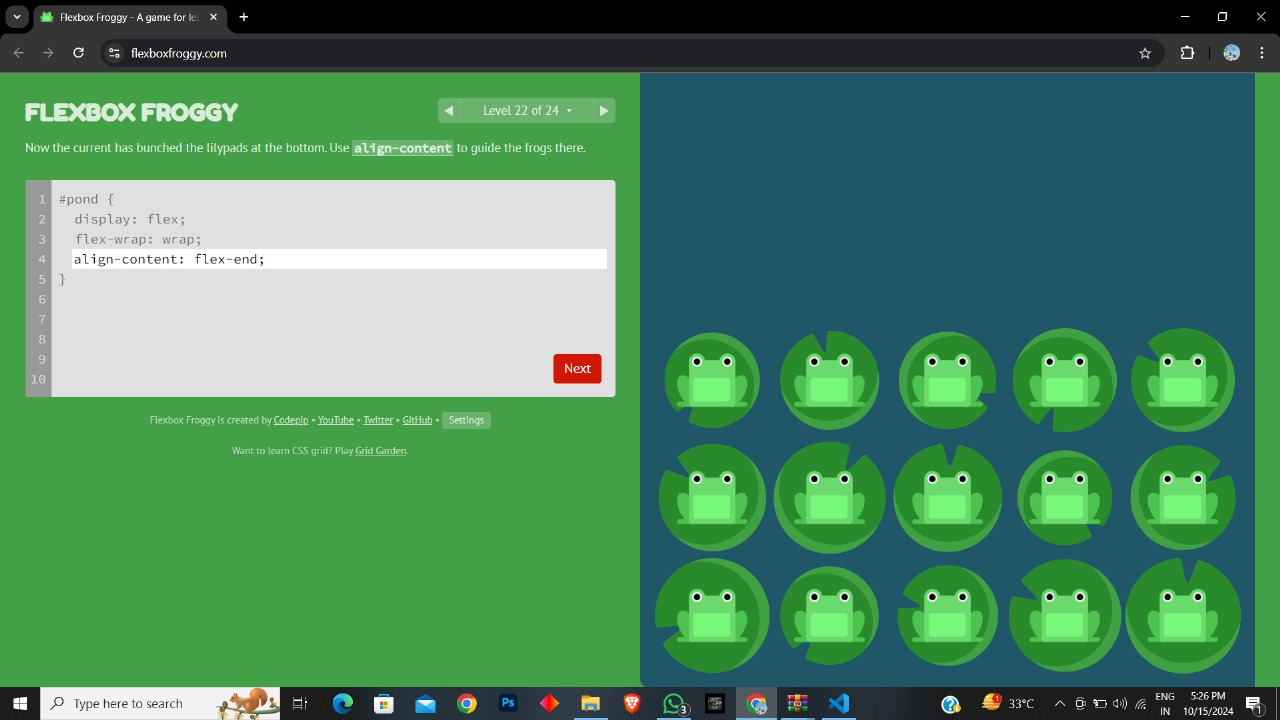 Flexbox Froggy - A game for le
flexboxfroggy.com
FLEXBOX FROGGY
Level 22 of 24
Now the current has bunched the lilypads at the bottom. Use align-content to guide the frogs there.
1 #pond {
2 display: flex;
3 flex-wrap: wrap;
4 align-content: flex-end;
5 }
6
7
8
9
10
Next
Flexbox Froggy is created by Codepip • YouTube • Twitter • GitHub • Settings
Want to learn CSS grid? Play Grid Garden.
Type here to search
Ps
3
1
33°C
ENG
IN
5:26 PM
10/15/2024
1